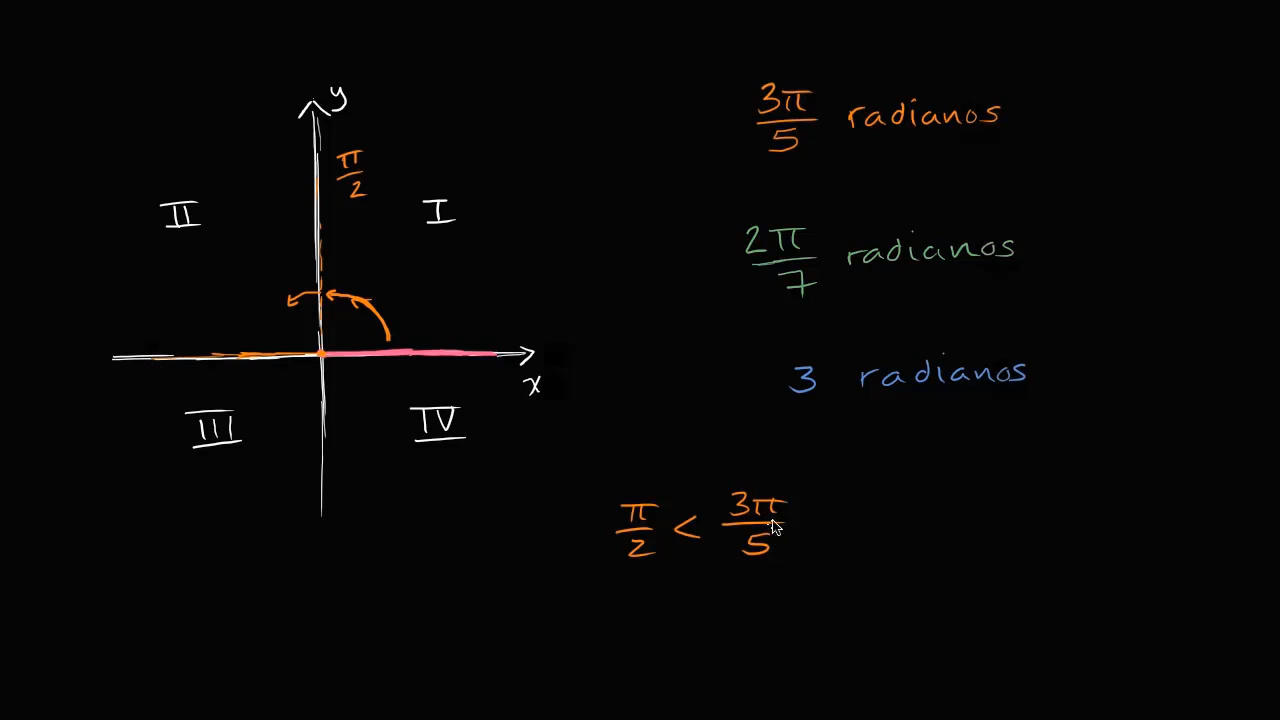 y
π/2
II
I
x
III
IV
3π/5 radianos
2π/7 radianos
3 radianos
π/2 < 3π/5